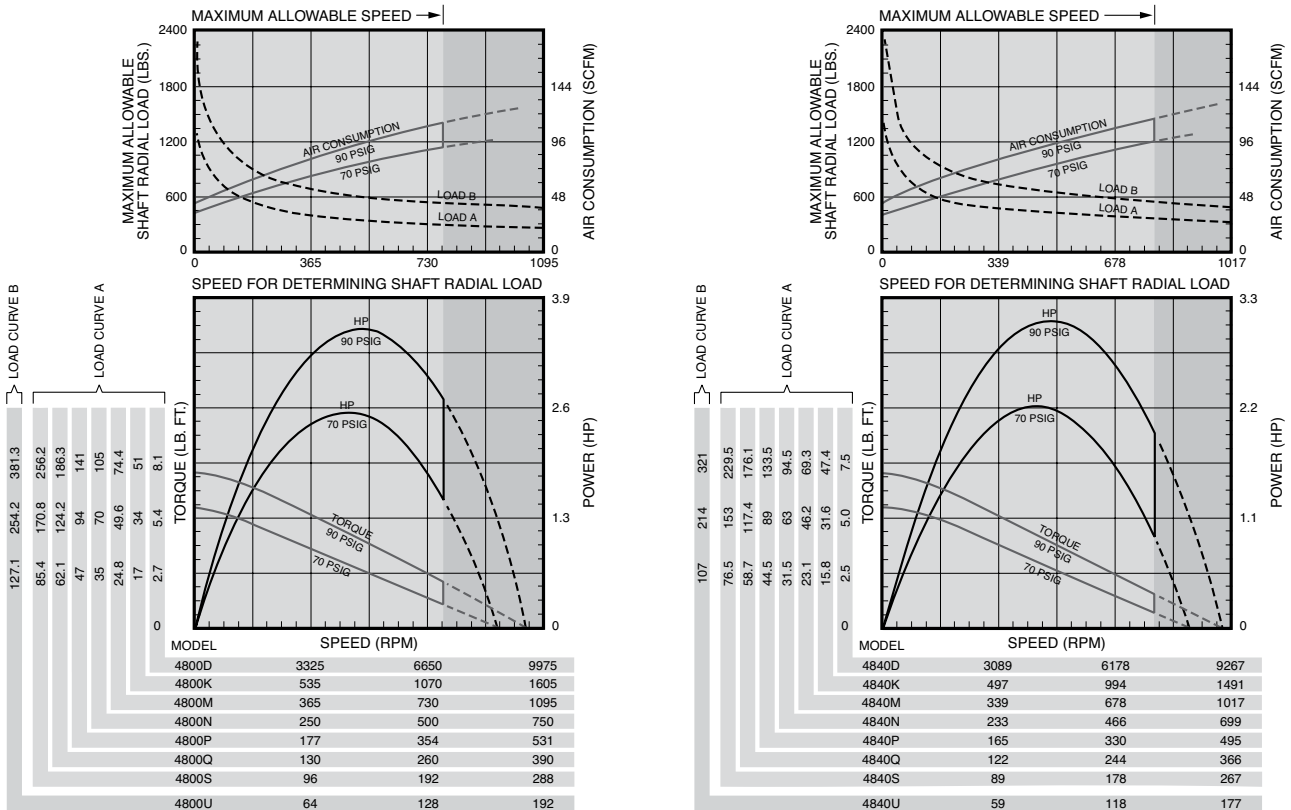 MAXIMUM ALLOWABLE SPEED
MAXIMUM ALLOWABLE
SHAFT RADIAL LOAD (LBS.)
2400
1800
1200
600
0
144
96
48
0
AIR CONSUMPTION (SCFM)
AIR CONSUMPTION
90 PSIG
70 PSIG
LOAD B
LOAD A
0 365 730 1095
SPEED FOR DETERMINING SHAFT RADIAL LOAD
LOAD CURVE B
LOAD CURVE A
381.3 256.2 186.3 141 105 74.4 51 8.1
254.2 170.8 124.2 94 70 49.6 34 5.4
127.1 85.4 62.1 47 35 24.8 17 2.7
0
TORQUE (LB. FT.)
HP
90 PSIG
HP
70 PSIG
TORQUE
90 PSIG
70 PSIG
3.9
2.6
1.3
0
POWER (HP)
MODEL SPEED (RPM)
4800D 3325 6650 9975
4800K 535 1070 1605
4800M 365 730 1095
4800N 250 500 750
4800P 177 354 531
4800Q 130 260 390
4800S 96 192 288
4800U 64 128 192
MAXIMUM ALLOWABLE SPEED
MAXIMUM ALLOWABLE
SHAFT RADIAL LOAD (LBS.)
2400
1800
1200
600
0
144
96
48
0
AIR CONSUMPTION (SCFM)
AIR CONSUMPTION
90 PSIG
70 PSIG
LOAD B
LOAD A
0 339 678 1017
SPEED FOR DETERMINING SHAFT RADIAL LOAD
LOAD CURVE B
LOAD CURVE A
321 229.5 176.1 133.5 94.5 69.3 47.4 7.5
214 153 117.4 89 63 46.2 31.6 5.0
107 76.5 58.7 44.5 31.5 23.1 15.8 2.5
0
TORQUE (LB. FT.)
HP
90 PSIG
HP
70 PSIG
TORQUE
90 PSIG
70 PSIG
3.3
2.2
1.1
0
POWER (HP)
MODEL SPEED (RPM)
4840D 3089 6178 9267
4840K 497 994 1491
4840M 339 678 1017
4840N 233 466 699
4840P 165 330 495
4840Q 122 244 366
4840S 89 178 267
4840U 59 118 177